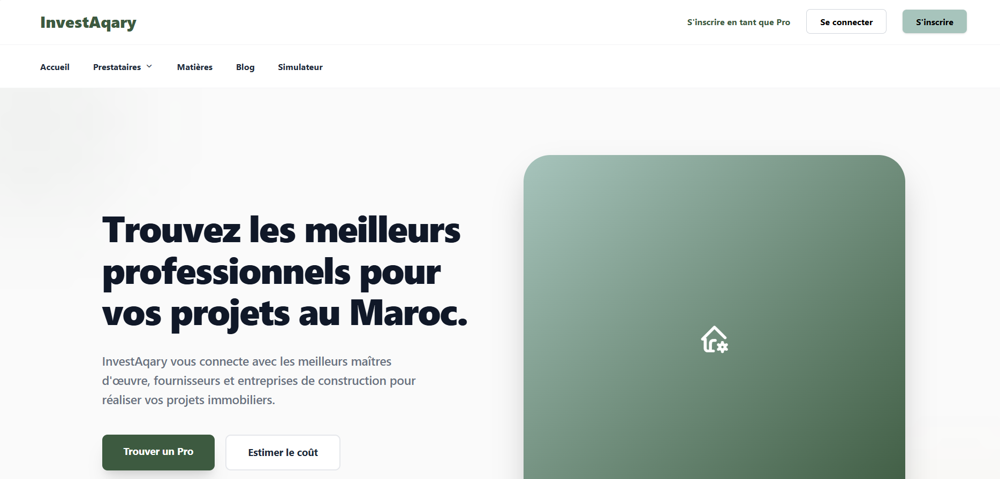 InvestAqary
S'inscrire en tant que Pro
Se connecter
S'inscrire
Accueil
Prestataires
Matières
Blog
Simulateur
Trouvez les meilleurs
professionnels pour
vos projets au Maroc.
InvestAqary vous connecte avec les meilleurs maîtres
d'œuvre, fournisseurs et entreprises de construction pour
réaliser vos projets immobiliers.
Trouver un Pro
Estimer le coût